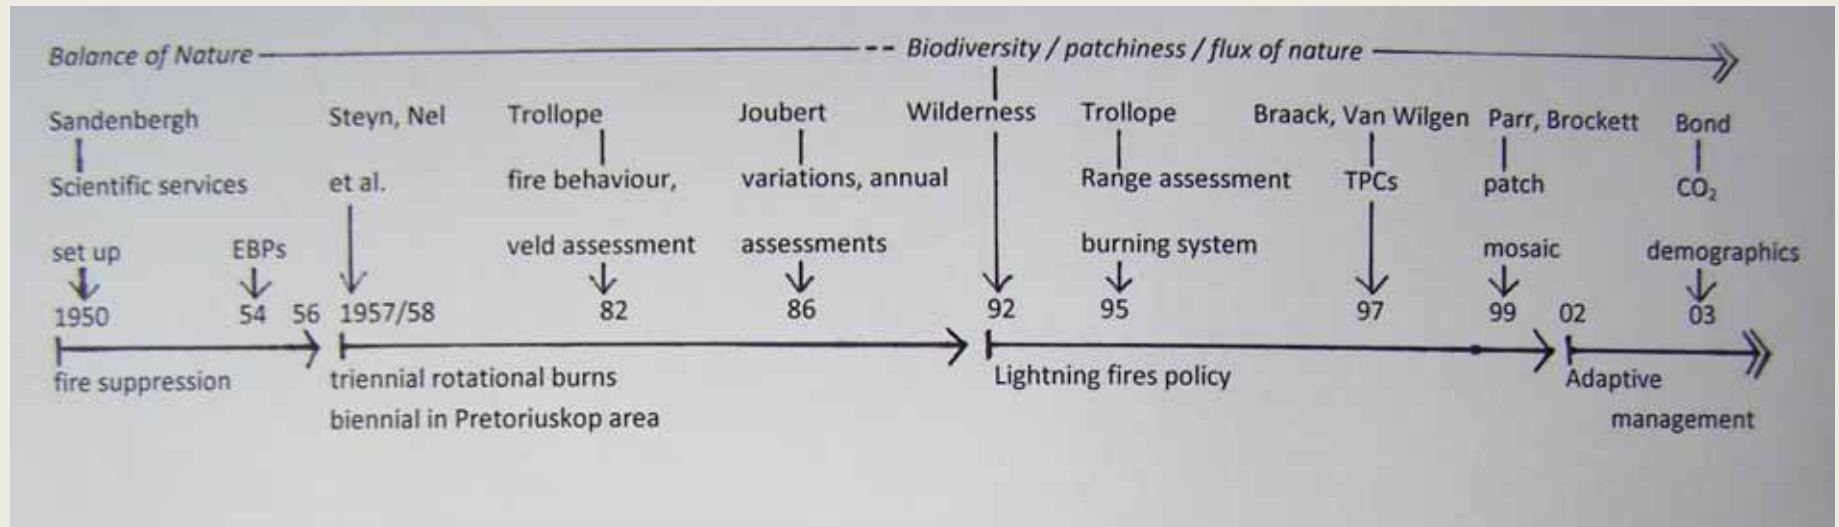 Balance of Nature -- Biodiversity / patchiness / flux of nature
Sandenbergh Steyn, Nel Trollope Joubert Wilderness Trollope Braack, Van Wilgen Parr, Brockett Bond
Scientific services et al. fire behaviour, variations, annual Range assessment TPCs patch CO₂
set up EBPs veld assessment assessments burning system mosaic demographics
1950 54 56 1957/58 82 86 92 95 97 99 02 03
fire suppression triennial rotational burns Lightning fires policy Adaptive
biennial in Pretoriuskop area management